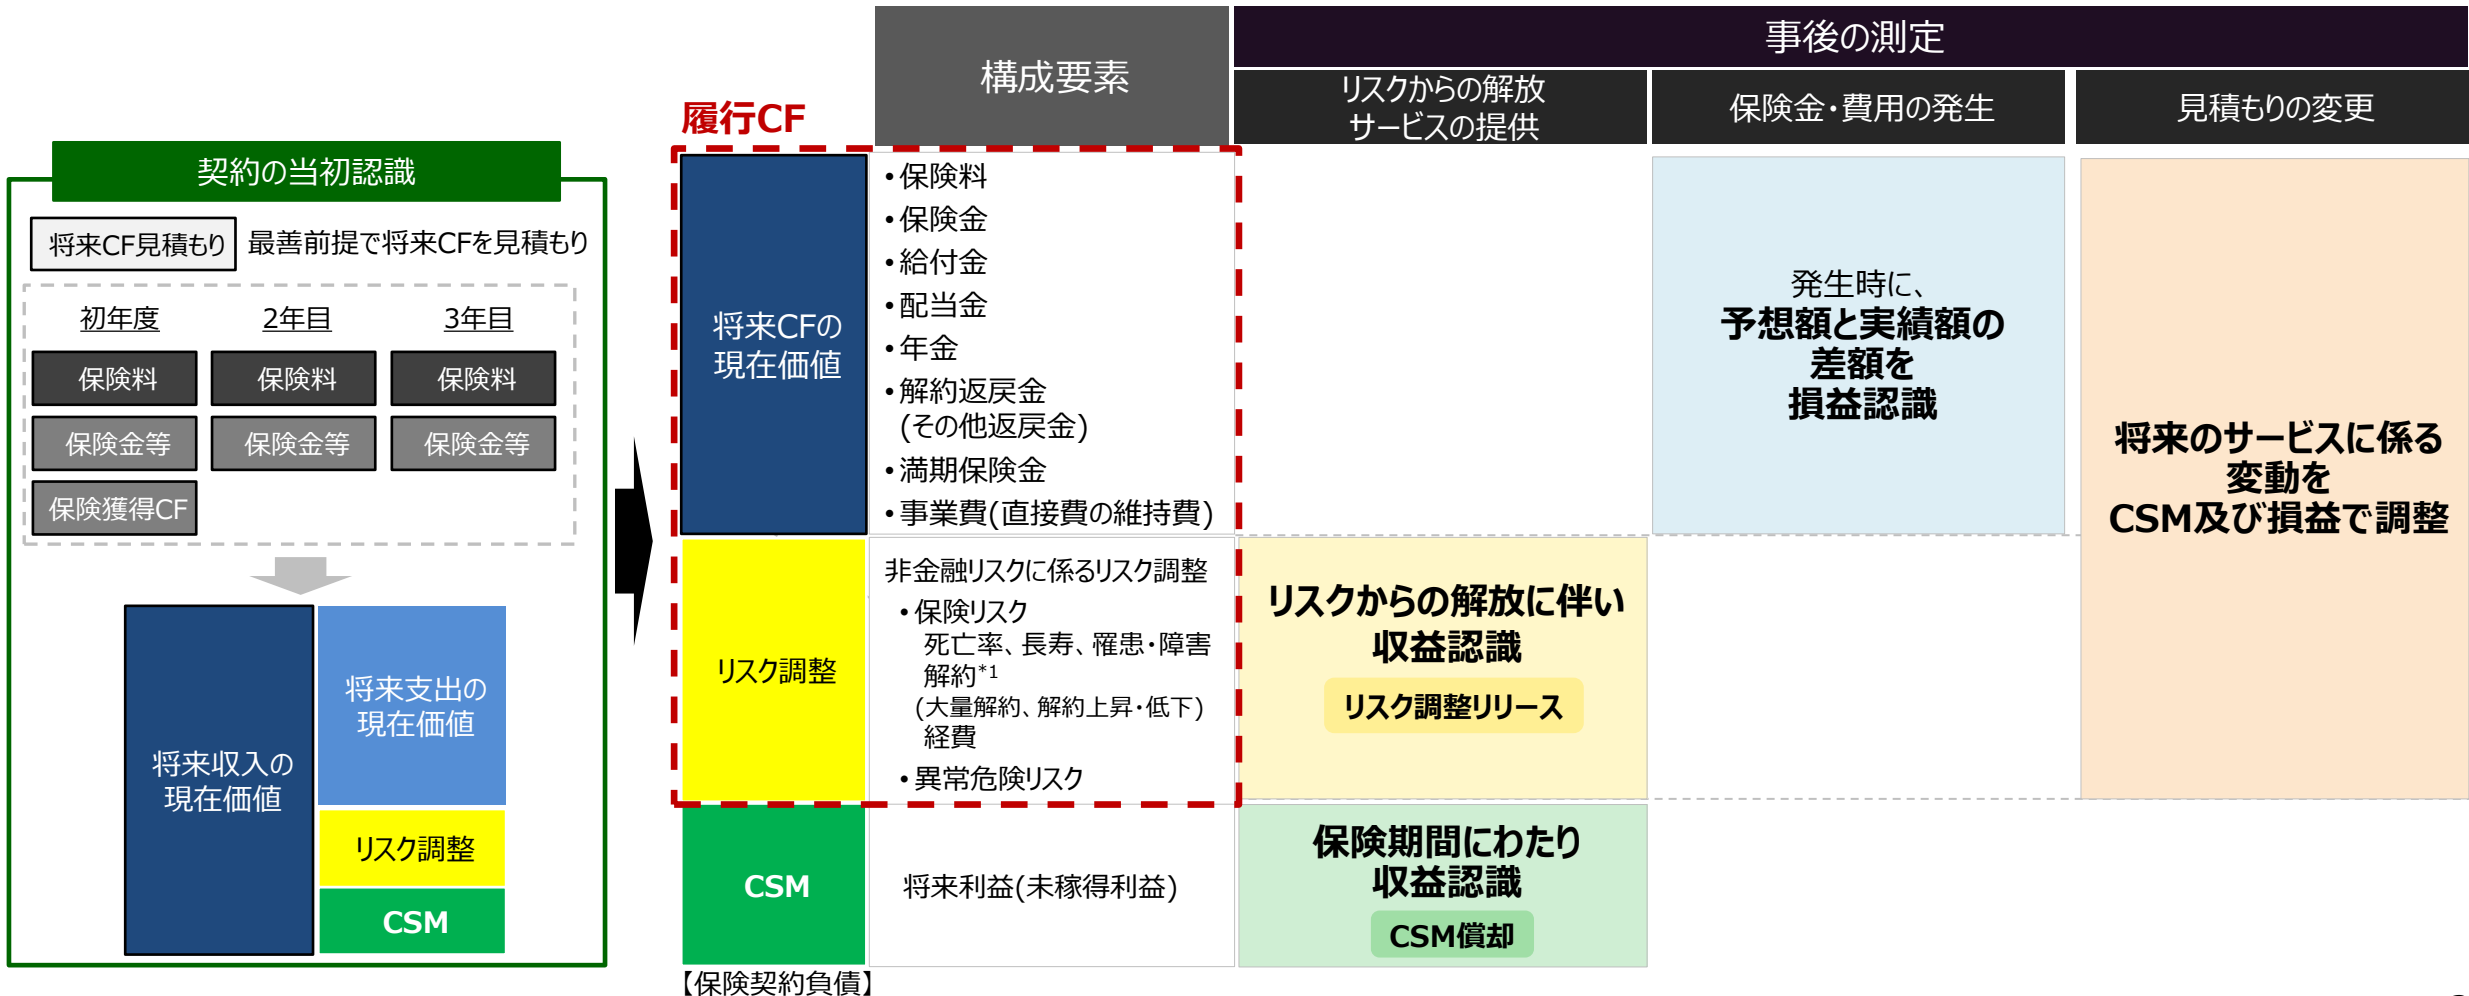 契約の当初認識
将来CF見積もり
最善前提で将来CFを見積もり
初年度
2年目
3年目
保険料
保険料
保険料
保険金等
保険金等
保険金等
保険獲得CF
将来収入の
現在価値
将来支出の
現在価値
リスク調整
CSM
履行CF
構成要素
事後の測定
リスクからの解放
サービスの提供
保険金・費用の発生
見積もりの変更
将来CFの
現在価値
・保険料
・保険金
・給付金
・配当金
・年金
・解約返戻金
(その他返戻金)
・満期保険金
・事業費(直接費の維持費)
発生時に、
予想額と実績額の
差額を
損益認識
将来のサービスに係る
変動を
CSM及び損益で調整
リスク調整
非金融リスクに係るリスク調整
・保険リスク
死亡率、長寿、罹患・障害
解約*1
(大量解約、解約上昇・低下)
経費
・異常危険リスク
リスクからの解放に伴い
収益認識
リスク調整リリース
CSM
将来利益(未稼得利益)
保険期間にわたり
収益認識
CSM償却
【保険契約負債】